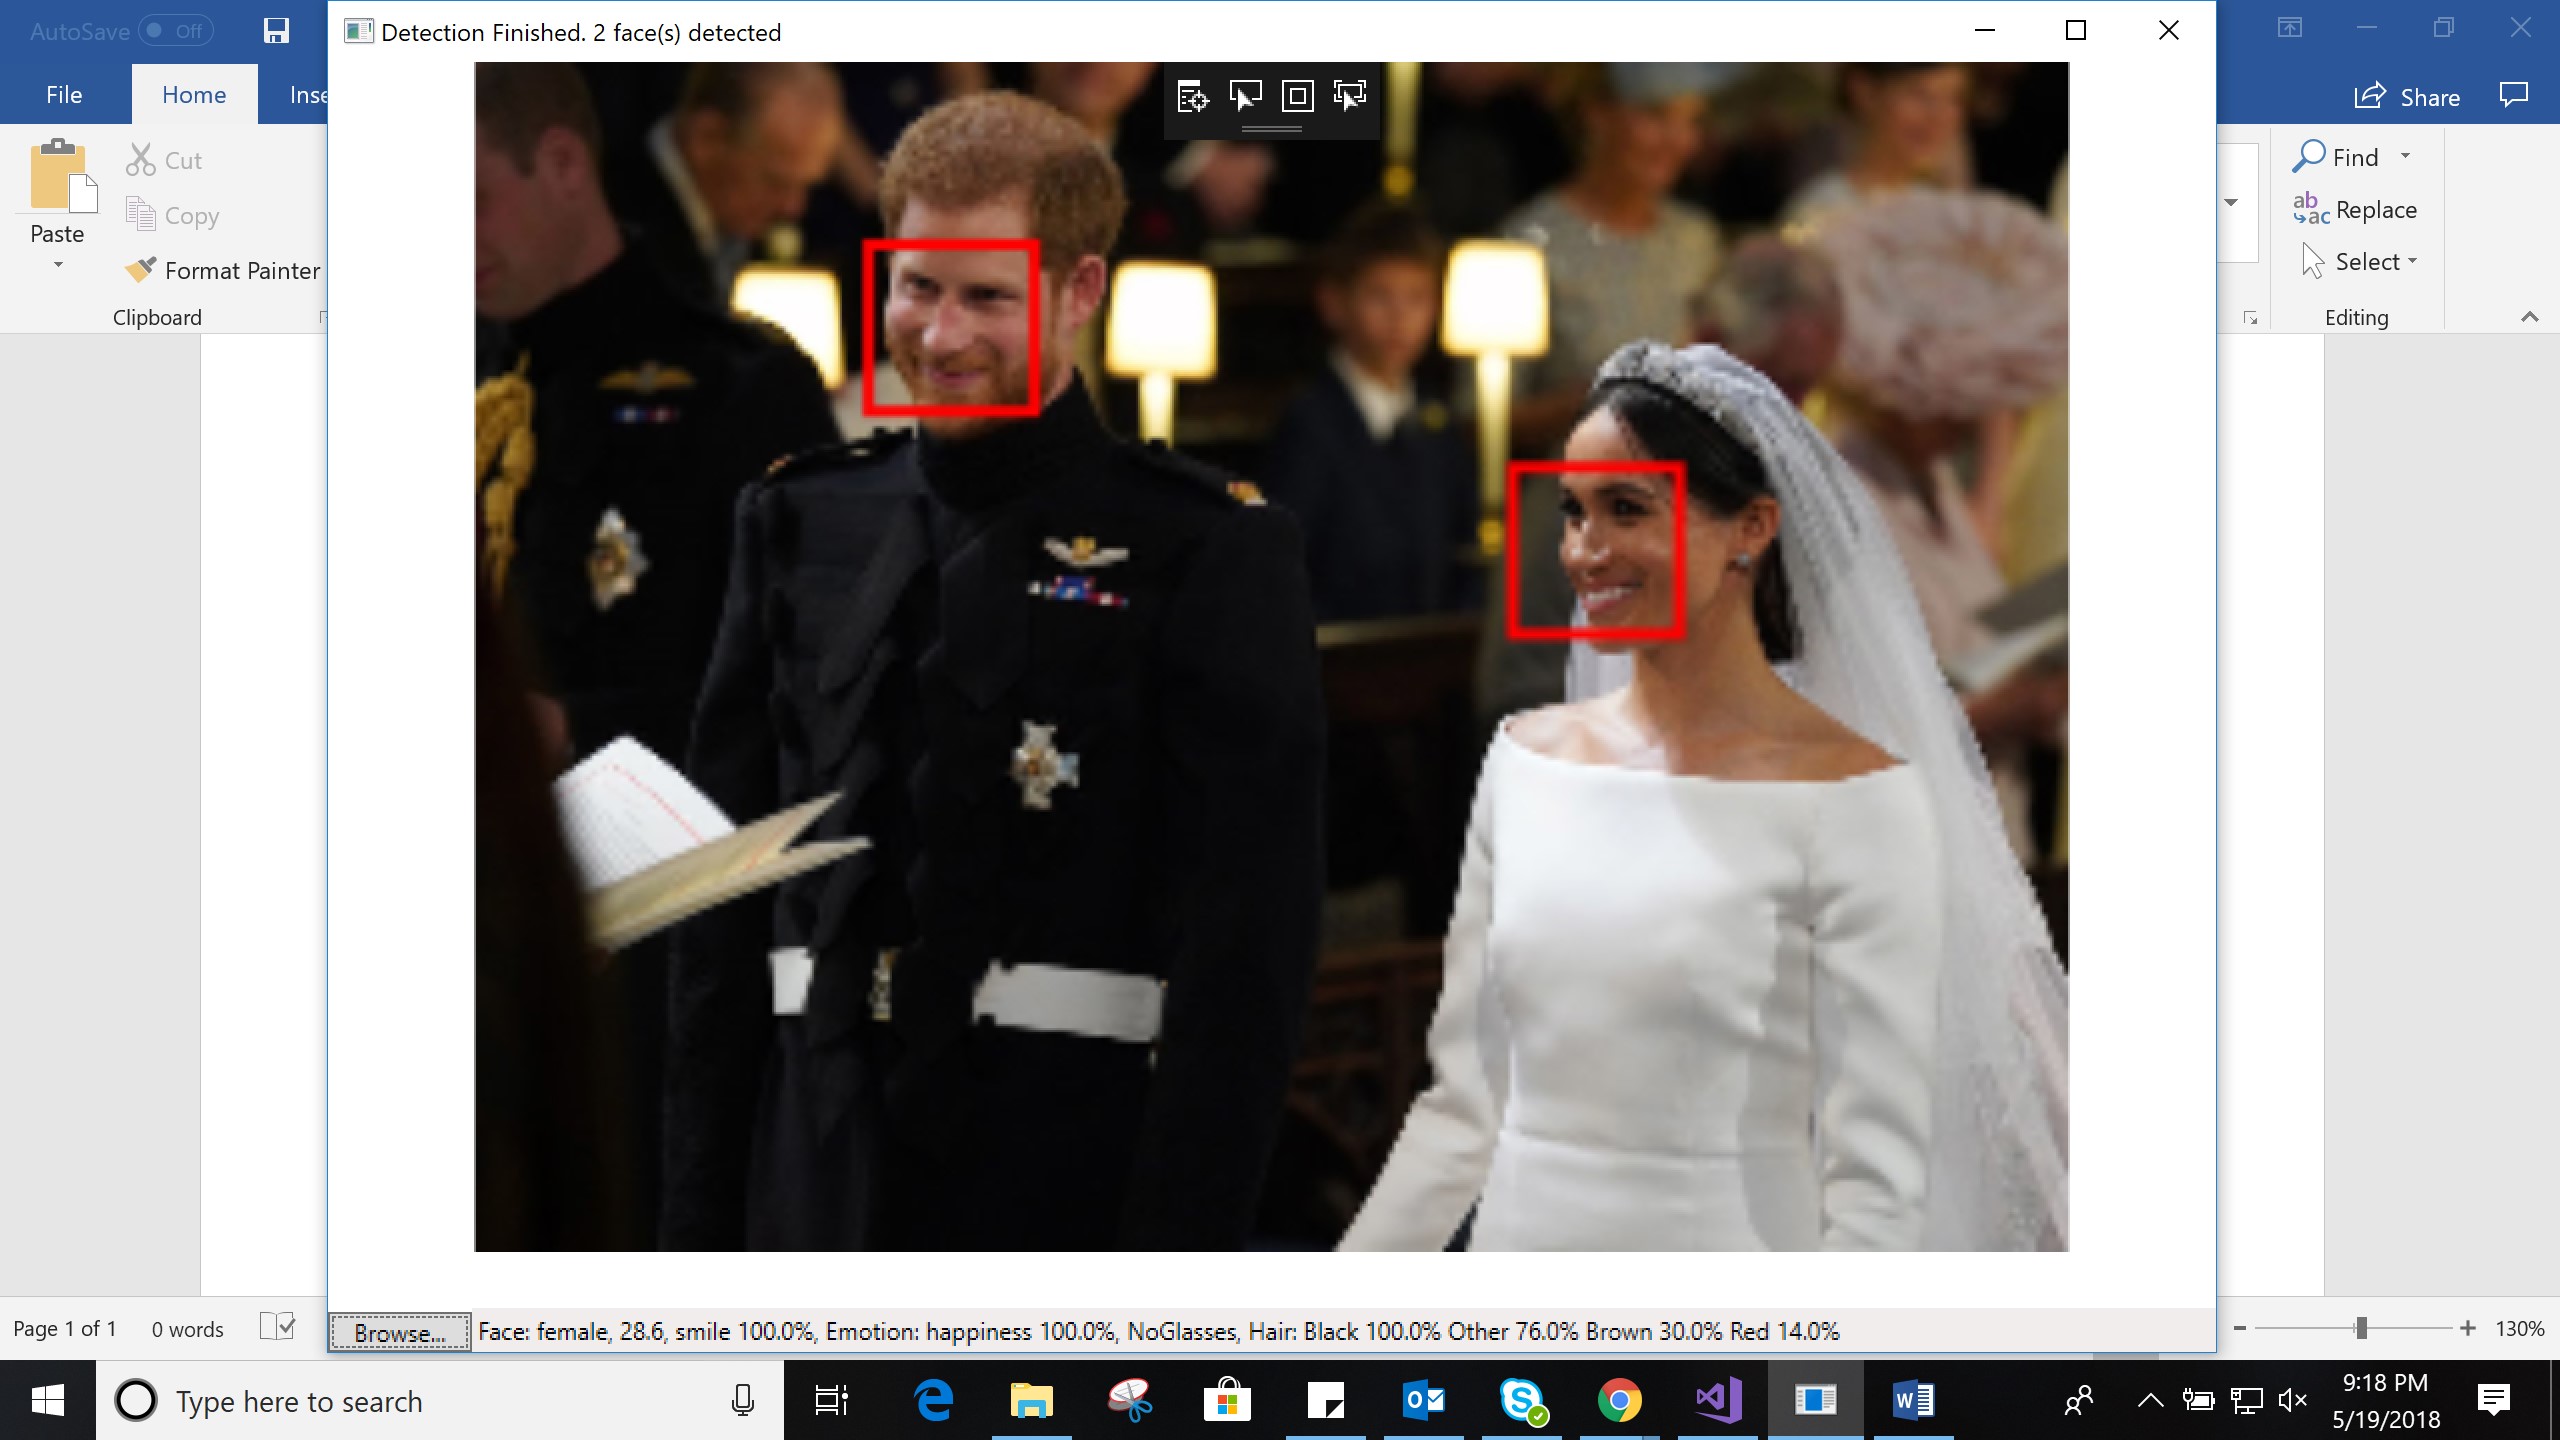 AutoSave Off
Detection Finished. 2 face(s) detected
File Home Inse
Share
Paste
Cut
Copy
Format Painter
Clipboard
Find
Replace
Select
Editing
Page 1 of 1 0 words
Browse... Face: female, 28.6, smile 100.0%, Emotion: happiness 100.0%, NoGlasses, Hair: Black 100.0% Other 76.0% Brown 30.0% Red 14.0%
130%
Type here to search
9:18 PM
5/19/2018